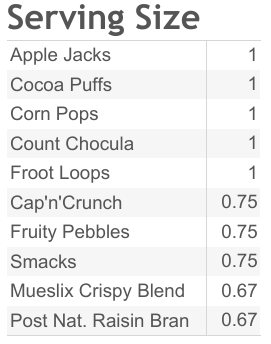 Serving Size
Apple Jacks 1
Cocoa Puffs 1
Corn Pops 1
Count Chocula 1
Froot Loops 1
Cap'n'Crunch 0.75
Fruity Pebbles 0.75
Smacks 0.75
Mueslix Crispy Blend 0.67
Post Nat. Raisin Bran 0.67